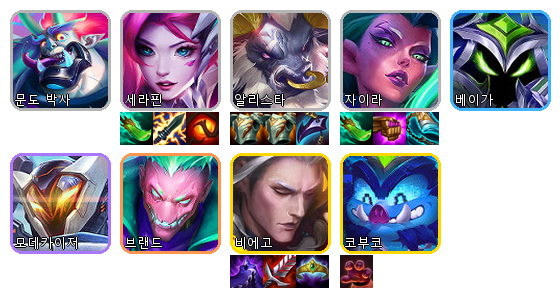 문도 박사
세라핀
알리스타
자이라
베이가
모데카이저
브랜드
비에고
코부코